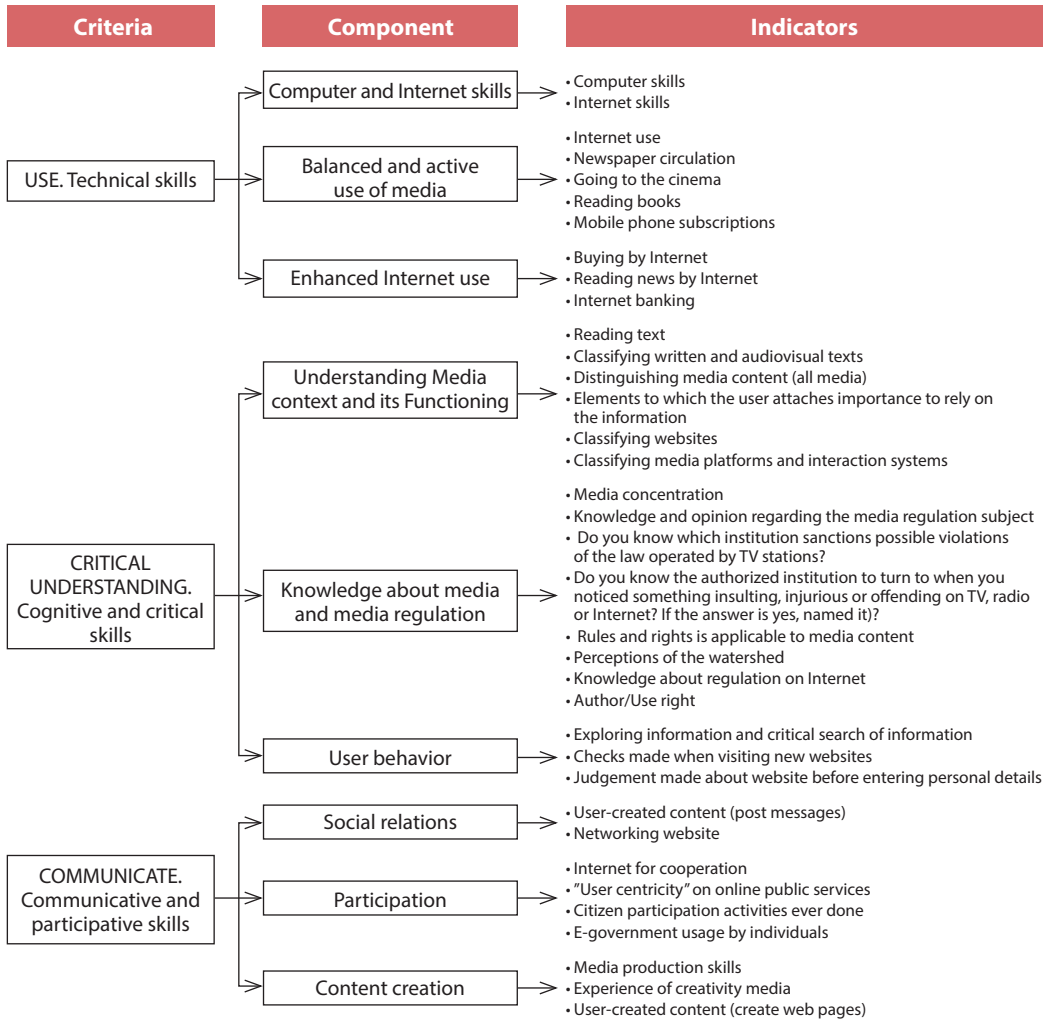 Criteria
Component
Indicators
USE. Technical skills
Computer and Internet skills
• Computer skills
• Internet skills
Balanced and active
use of media
• Internet use
• Newspaper circulation
• Going to the cinema
• Reading books
• Mobile phone subscriptions
Enhanced Internet use
• Buying by Internet
• Reading news by Internet
• Internet banking
CRITICAL
UNDERSTANDING.
Cognitive and critical
skills
Understanding Media
context and its Functioning
• Reading text
• Classifying written and audiovisual texts
• Distinguishing media content (all media)
• Elements to which the user attaches importance to rely on
the information
• Classifying websites
• Classifying media platforms and interaction systems
Knowledge about media
and media regulation
• Media concentration
• Knowledge and opinion regarding the media regulation subject
• Do you know which institution sanctions possible violations
of the law operated by TV stations?
• Do you know the authorized institution to turn to when you
noticed something insulting, injurious or offending on TV, radio
or Internet? If the answer is yes, named it)?
• Rules and rights is applicable to media content
• Perceptions of the watershed
• Knowledge about regulation on Internet
• Author/Use right
User behavior
• Exploring information and critical search of information
• Checks made when visiting new websites
• Judgement made about website before entering personal details
COMMUNICATE.
Communicative and
participative skills
Social relations
• User-created content (post messages)
• Networking website
Participation
• Internet for cooperation
• ”User centricity” on online public services
• Citizen participation activities ever done
• E-government usage by individuals
Content creation
• Media production skills
• Experience of creativity media
• User-created content (create web pages)